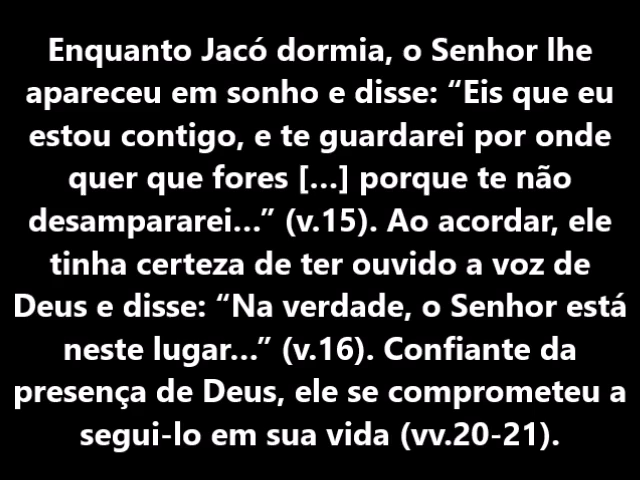 Enquanto Jacó dormia, o Senhor lhe
apareceu em sonho e disse: “Eis que eu
estou contigo, e te guardarei por onde
quer que fores [...] porque te não
desampararei...” (v.15). Ao acordar, ele
tinha certeza de ter ouvido a voz de
Deus e disse: “Na verdade, o Senhor está
neste lugar...” (v.16). Confiante da
presença de Deus, ele se comprometeu a
segui-lo em sua vida (vv.20-21).